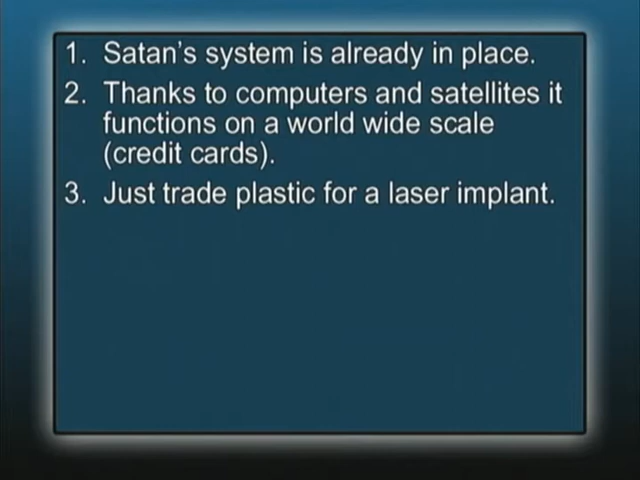 1. Satan's system is already in place.
2. Thanks to computers and satellites it
functions on a world wide scale
(credit cards).
3. Just trade plastic for a laser implant.